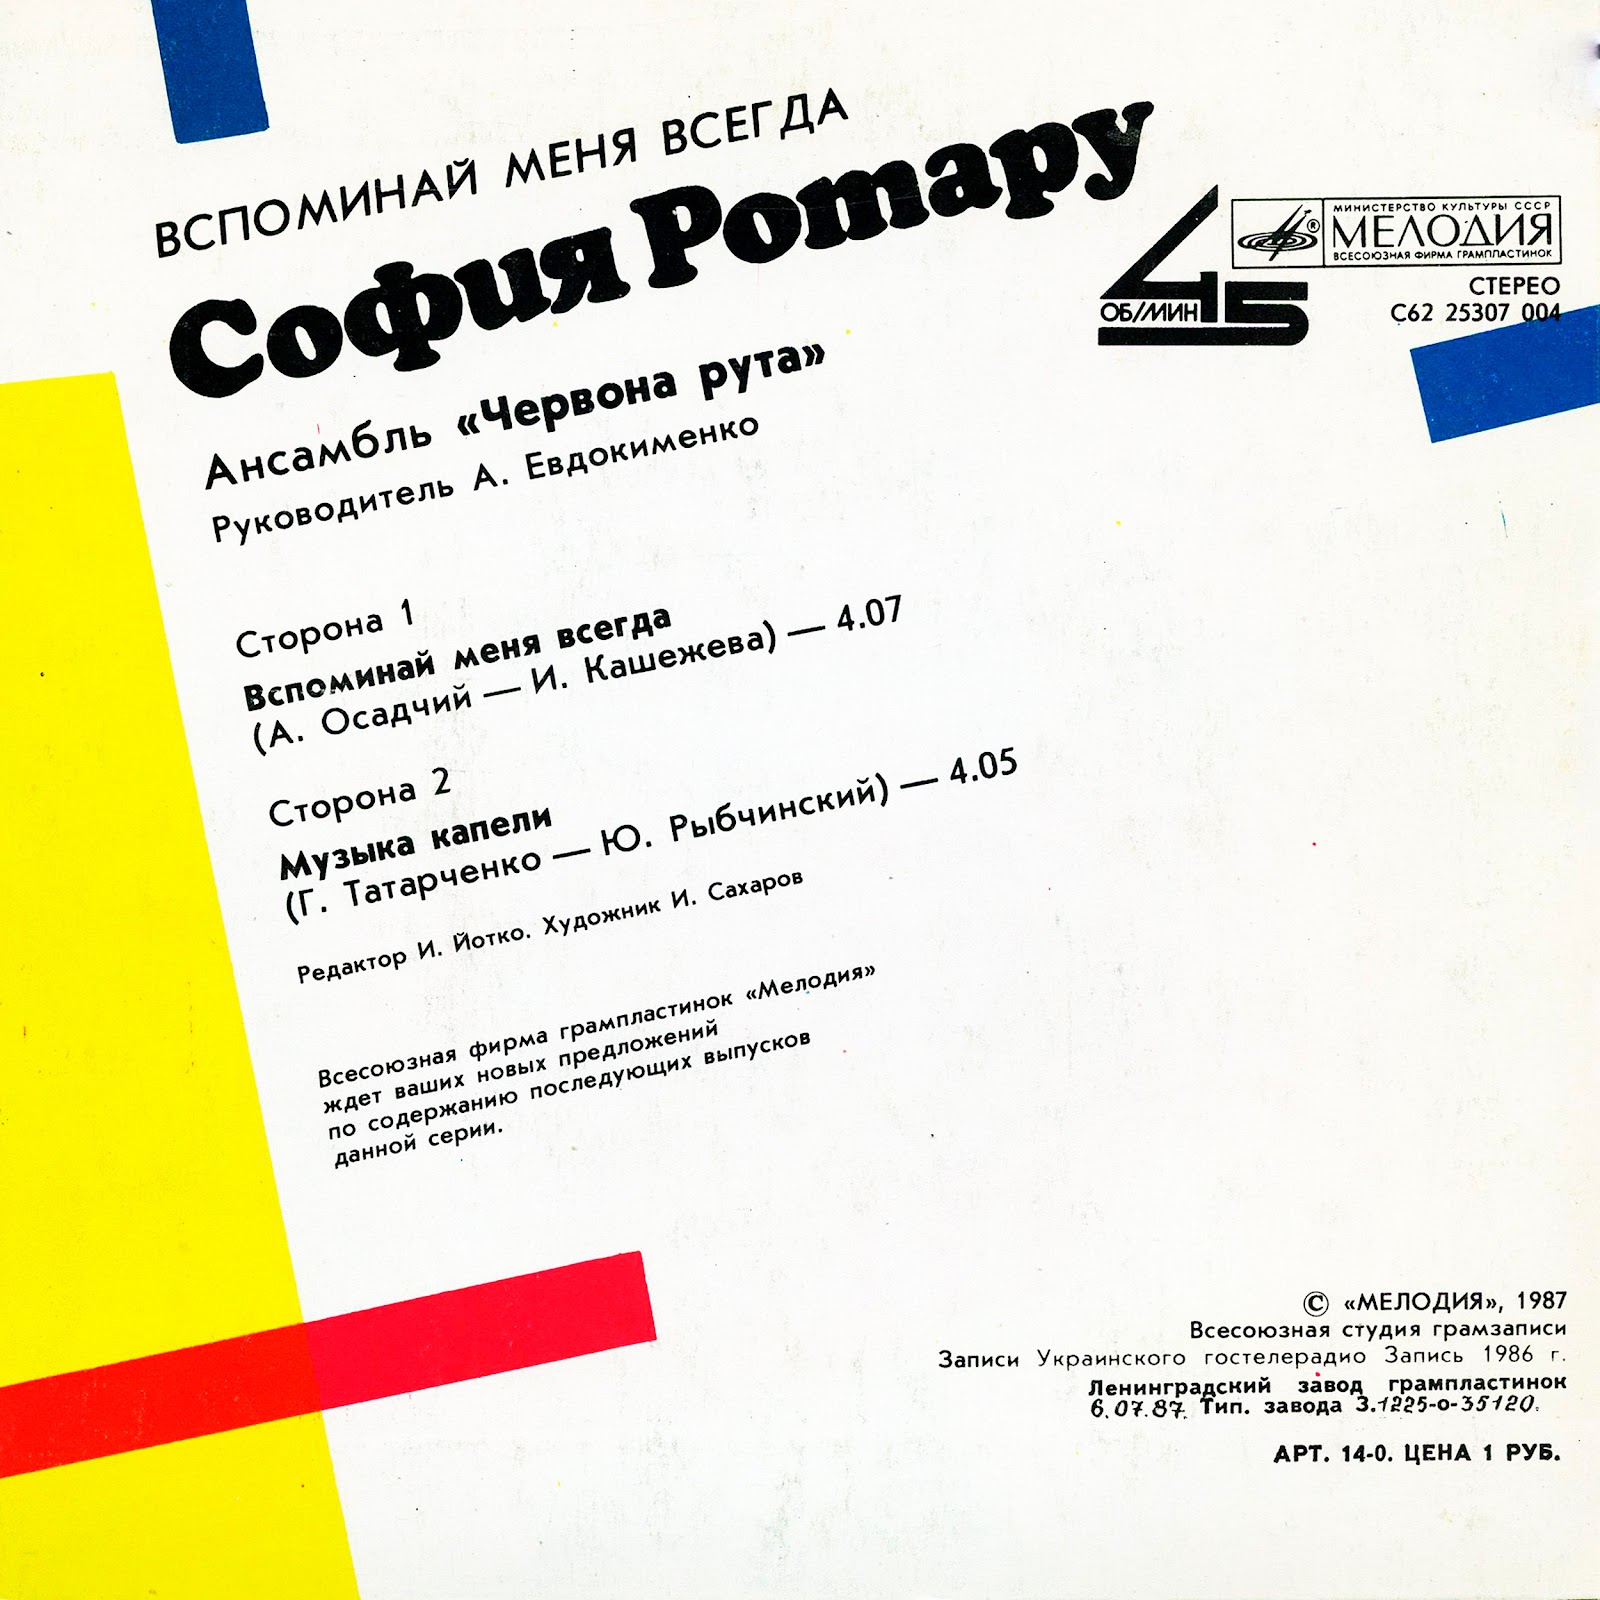 ВСПОМИНАЙ МЕНЯ ВСЕГДА
София Ротару
Ансамбль «Червона рута»
Руководитель А. Евдокименко
45
ОБ/МИН
МИНИСТЕРСТВО КУЛЬТУРЫ СССР
®
МЕЛОДИЯ
ВСЕСОЮЗНАЯ ФИРМА ГРАМПЛАСТИНОК
СТЕРЕО
С62 25307 004
Сторона 1
Вспоминай меня всегда
(А. Осадчий — И. Кашежева) — 4.07
Сторона 2
Музыка капели
(Г. Татарченко — Ю. Рыбчинский) — 4.05
Редактор И. Йотко. Художник И. Сахаров
Всесоюзная фирма грампластинок «Мелодия»
ждет ваших новых предложений
по содержанию последующих выпусков
данной серии.
© «МЕЛОДИЯ», 1987
Всесоюзная студия грамзаписи
Записи Украинского гостелерадио Запись 1986 г.
Ленинградский завод грампластинок
6.07.87. Тип. завода З.1225-о-35120.
АРТ. 14-0. ЦЕНА 1 РУБ.